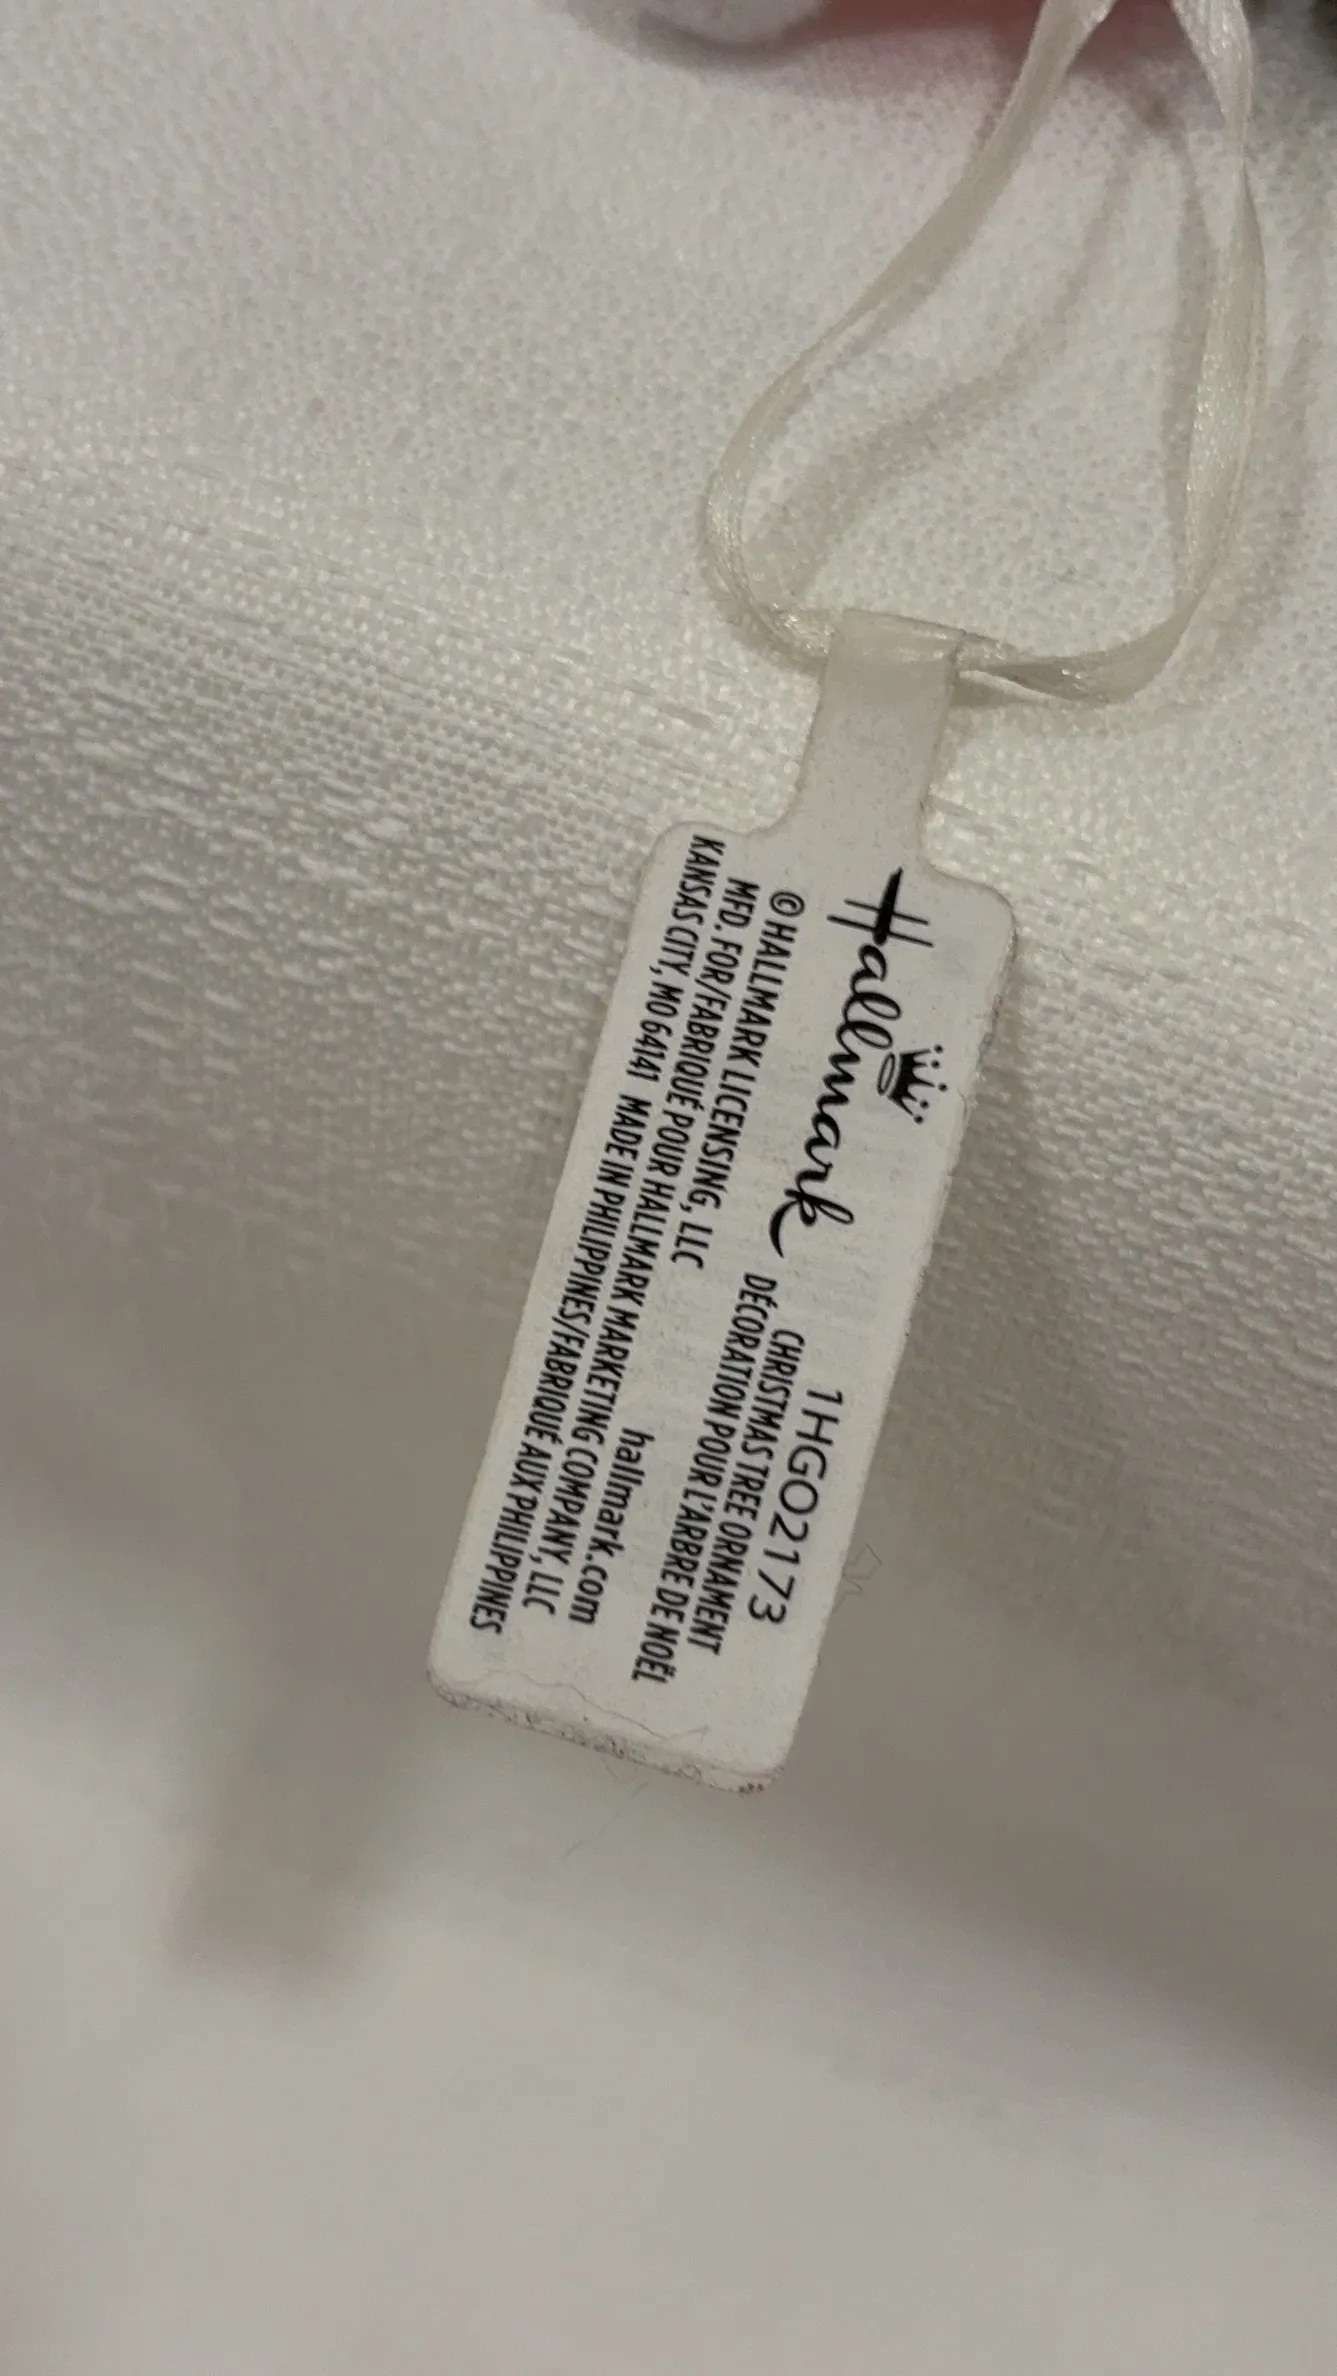 Hallmark
© HALLMARK LICENSING, LLC
MFD. FOR/FABRIQUÉ POUR HALLMARK MARKETING COMPANY, LLC
KANSAS CITY, MO 64141 MADE IN PHILIPPINES/FABRIQUÉ AUX PHILIPPINES
1HGO2173
CHRISTMAS TREE ORNAMENT
DÉCORATION POUR L'ARBRE DE NOËL
hallmark.com